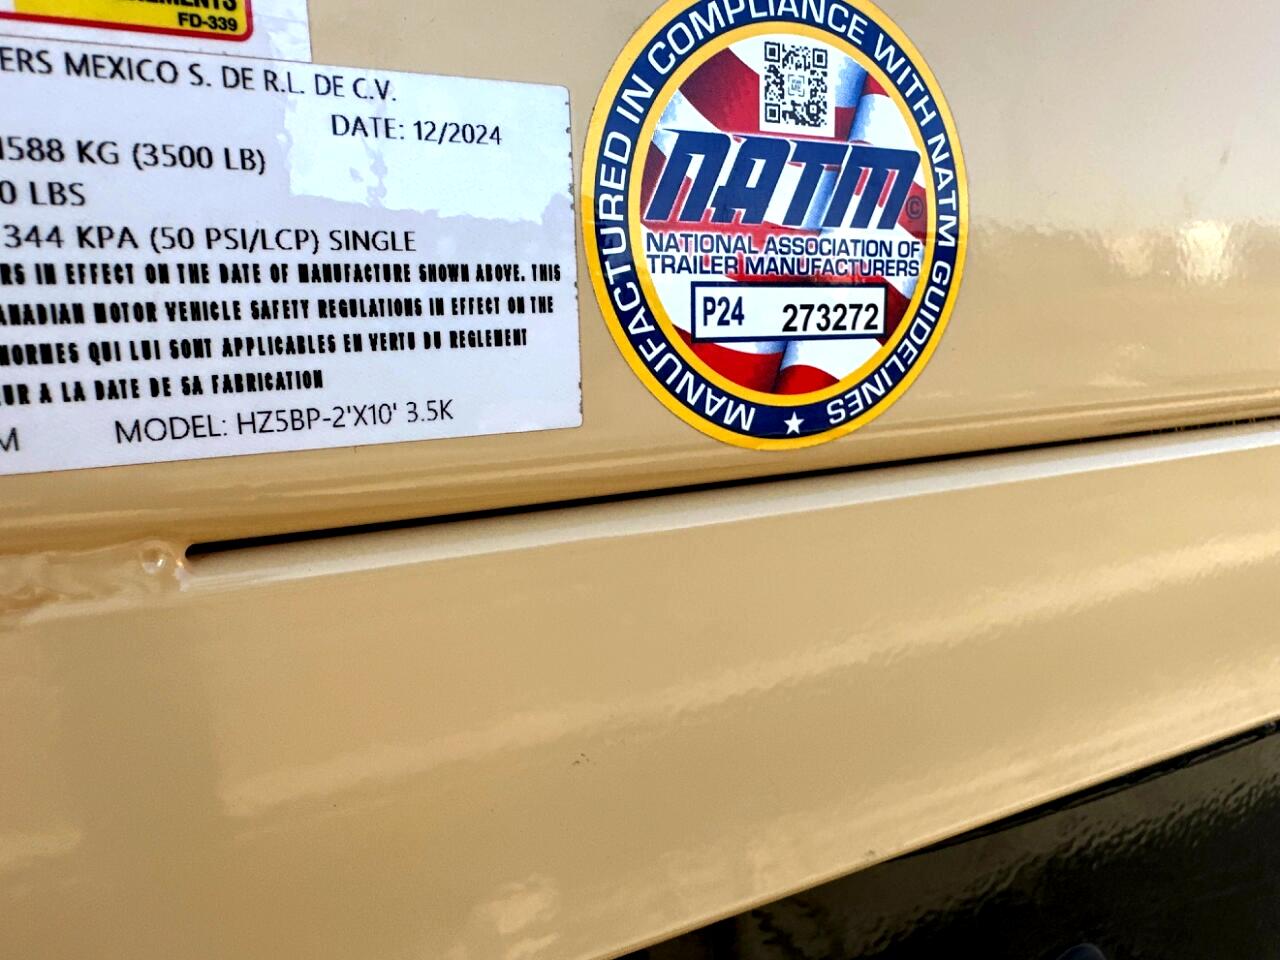 FD-339
ERS MEXICO S. DE R.L. DE C.V.
DATE: 12/2024
1588 KG (3500 LB)
0 LBS
344 KPA (50 PSI/LCP) SINGLE
RS IN EFFECT ON THE DATE OF MANUFACTURE SHOWN ABOVE. THIS
ANADIAN MOTOR VEHICLE SAFETY REGULATIONS IN EFFECT ON THE
NORMES QUI LUI SONT APPLICABLES EN VERTU DU REGLEMENT
EUR A LA DATE DE SA FABRICATION
M
MODEL: HZ5BP-2'X10' 3.5K
MANUFACTURED IN COMPLIANCE WITH NATM GUIDELINES
NATM©
NATIONAL ASSOCIATION OF
TRAILER MANUFACTURERS
P24 273272